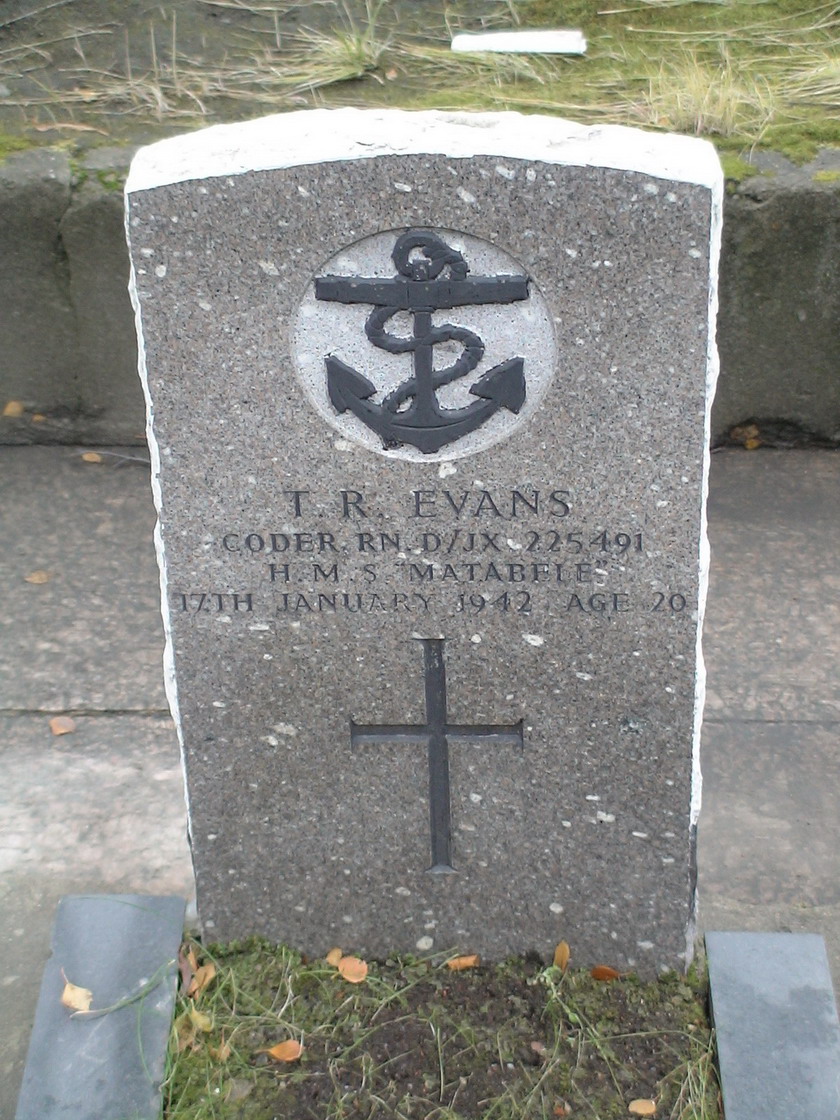 T. R. EVANS
CODER RN D/JX 225491
H.M.S "MATABELE"
17TH JANUARY 1942 AGE 20